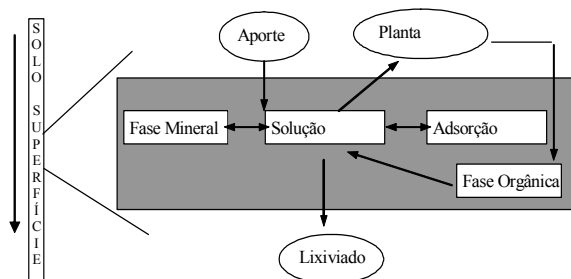 SOLO SUPERFÍCIE
Aporte
Planta
Fase Mineral
Solução
Adsorção
Fase Orgânica
Lixiviado